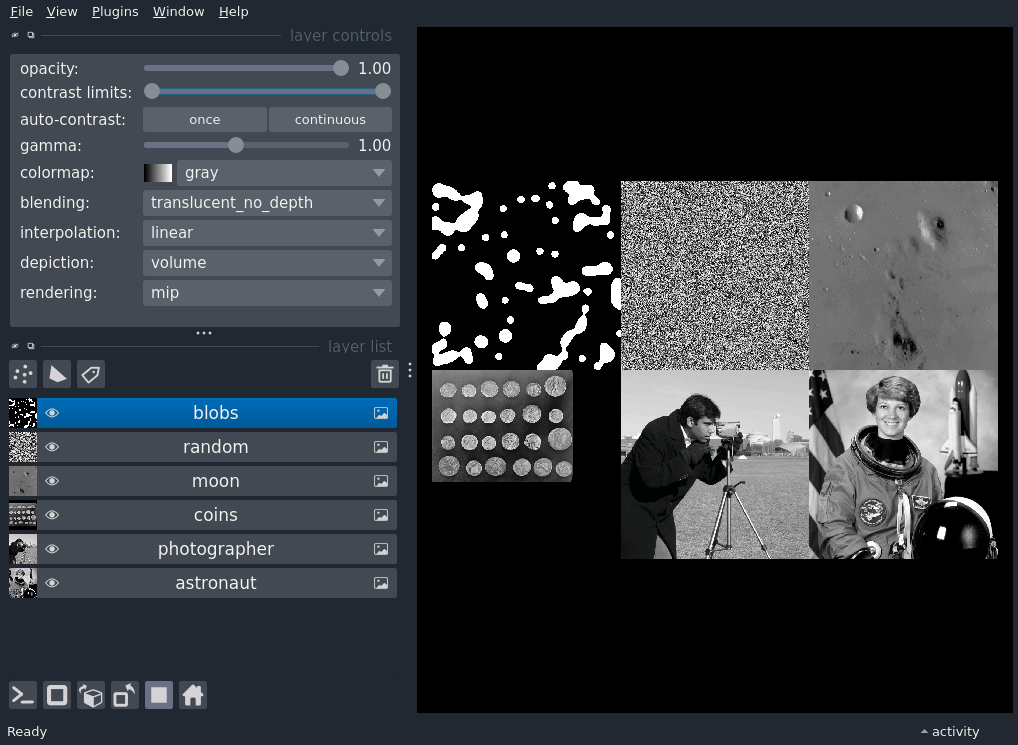 File View Plugins Window Help
layer controls
opacity: 1.00
contrast limits:
auto-contrast: once continuous
gamma: 1.00
colormap: gray
blending: translucent_no_depth
interpolation: linear
depiction: volume
rendering: mip
layer list
blobs
random
moon
coins
photographer
astronaut
Ready activity